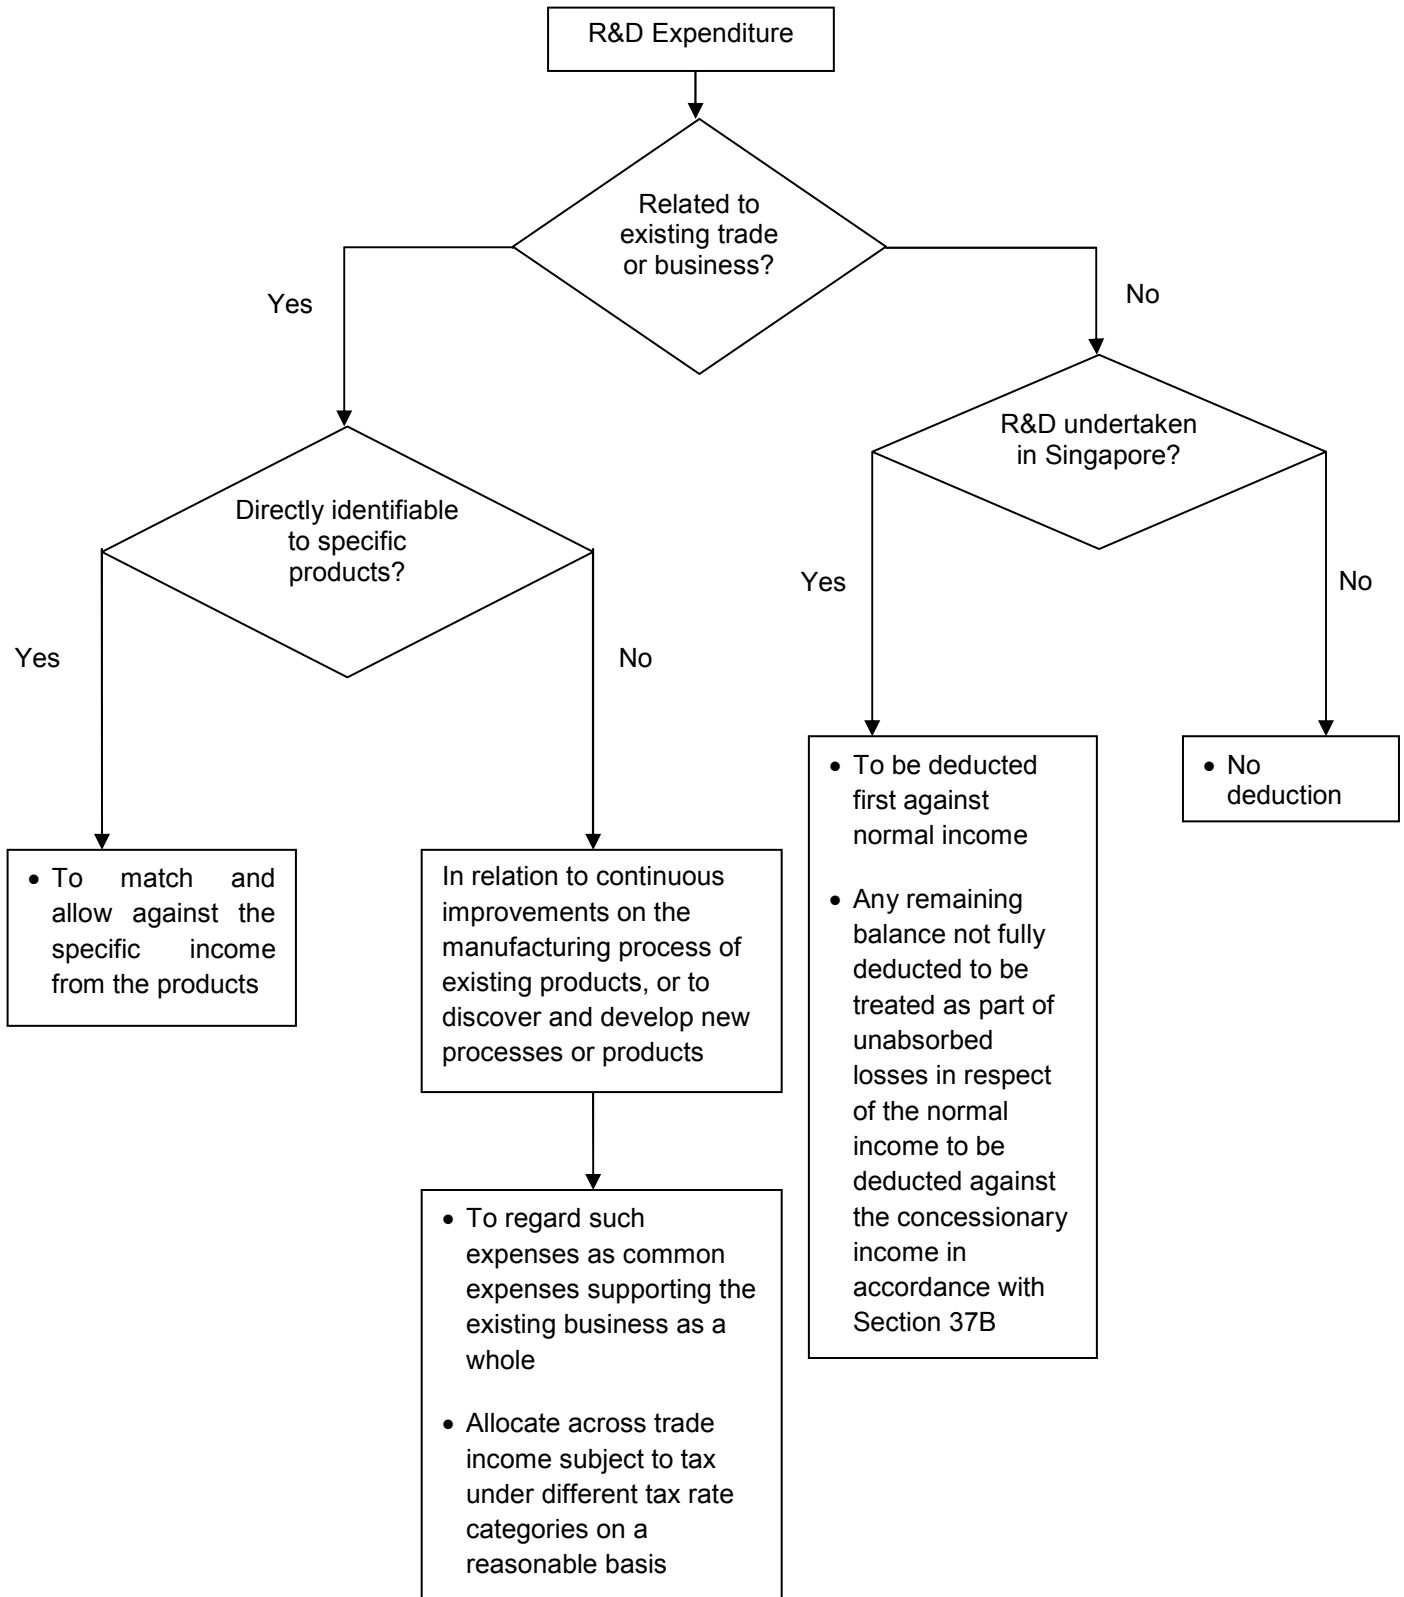 R&D Expenditure
Related to
existing trade
or business?
Yes
No
R&D undertaken
in Singapore?
Directly identifiable
to specific
products?
Yes
No
Yes
No
• To be deducted
first against
normal income
• Any remaining
balance not fully
deducted to be
treated as part of
unabsorbed
losses in respect
of the normal
income to be
deducted against
the concessionary
income in
accordance with
Section 37B
• No
deduction
• To match and
allow against the
specific income
from the products
In relation to continuous
improvements on the
manufacturing process of
existing products, or to
discover and develop new
processes or products
• To regard such
expenses as common
expenses supporting the
existing business as a
whole
• Allocate across trade
income subject to tax
under different tax rate
categories on a
reasonable basis